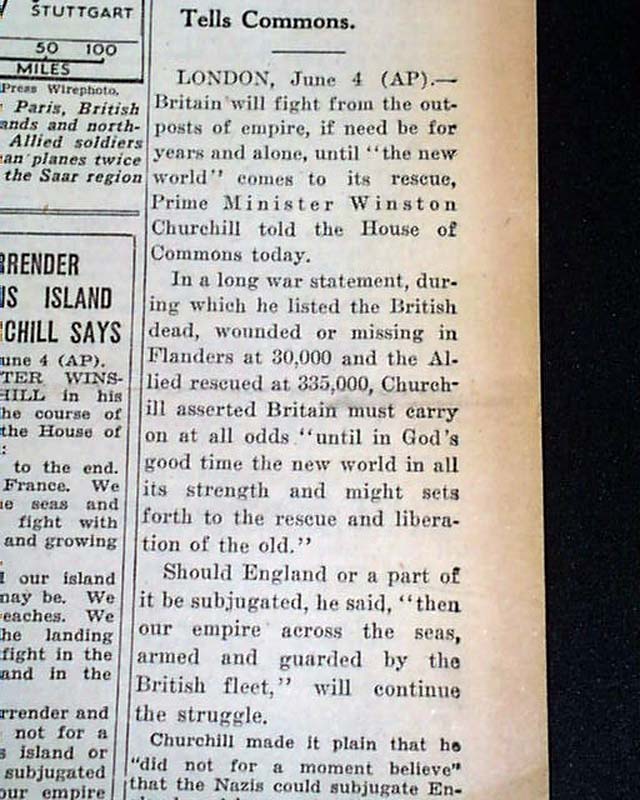 STUTTGART
50 100
MILES
Press Wirephoto.
Paris, British
ands and north-
Allied soldiers
an planes twice
the Saar region
RRENDER
IS ISLAND
CHILL SAYS
une 4 (AP).
TER WINS-
HILL in his
he course of
the House of
:
to the end.
France. We
e seas and
fight with
and growing
our island
may be. We
eaches. We
he landing
fight in the
and in the
rrender and
not for a
s island or
subjugated
our empire
Tells Commons.
LONDON, June 4 (AP).—
Britain will fight from the out-
posts of empire, if need be for
years and alone, until "the new
world" comes to its rescue,
Prime Minister Winston
Churchill told the House of
Commons today.
In a long war statement, dur-
ing which he listed the British
dead, wounded or missing in
Flanders at 30,000 and the Al-
lied rescued at 335,000, Church-
ill asserted Britain must carry
on at all odds "until in God's
good time the new world in all
its strength and might sets
forth to the rescue and libera-
tion of the old."
Should England or a part of
it be subjugated, he said, "then
our empire across the seas,
armed and guarded by the
British fleet," will continue
the struggle.
Churchill made it plain that he
"did not for a moment believe"
that the Nazis could subjugate En-